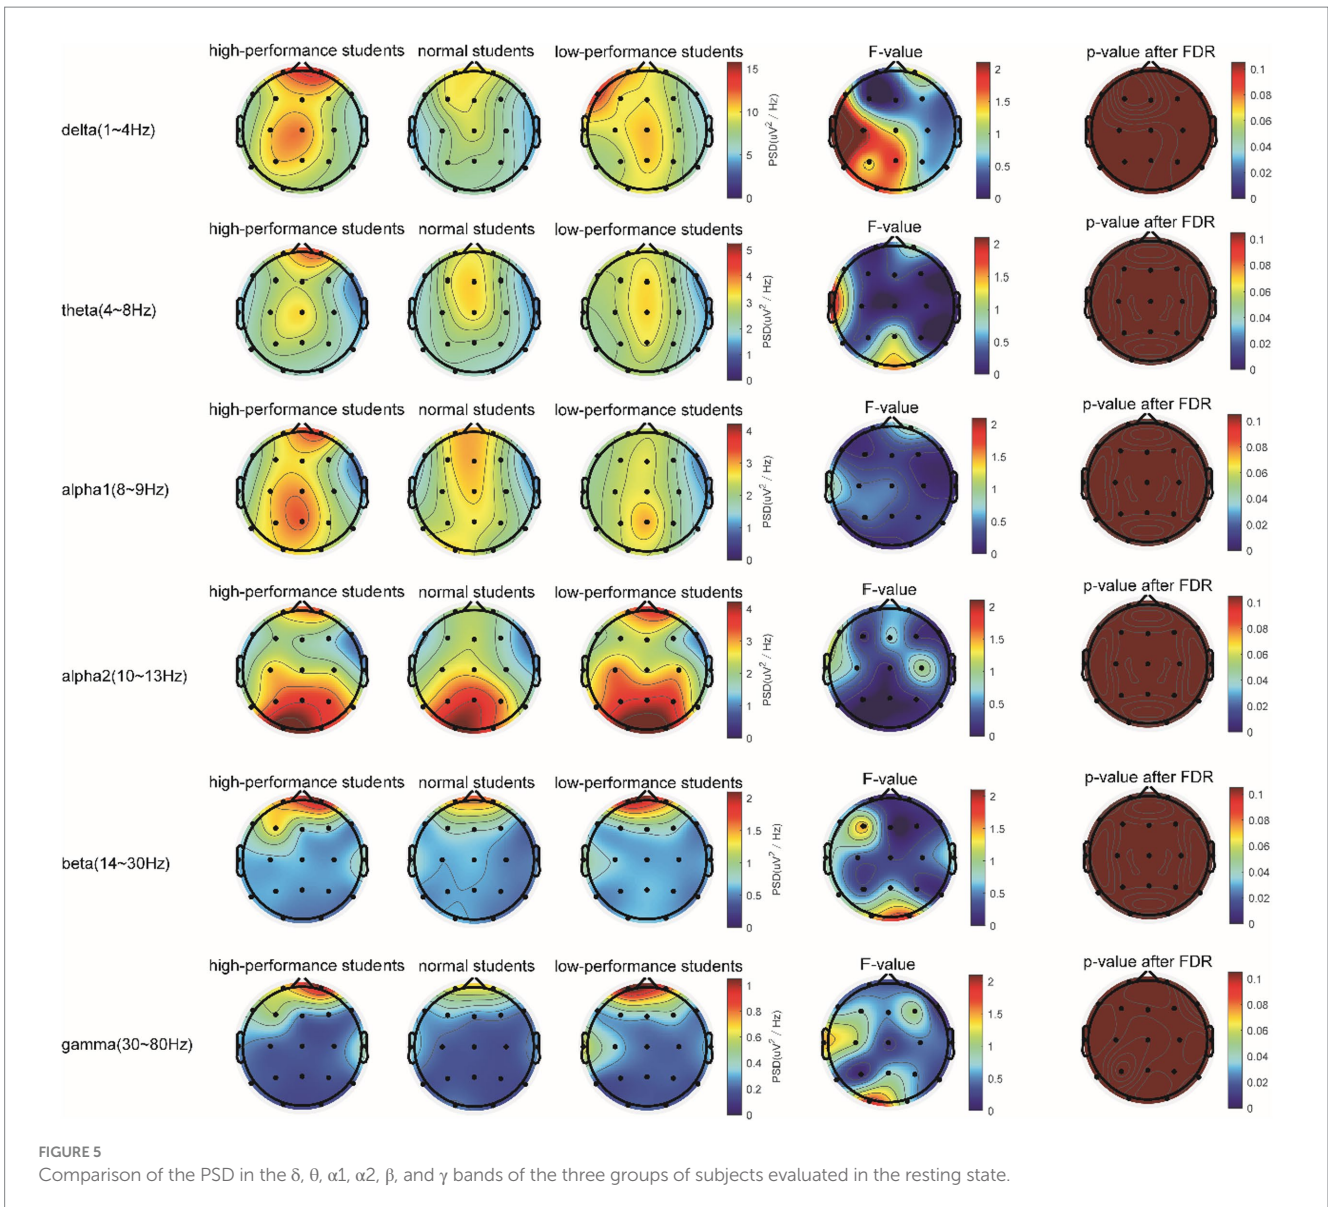 high-performance students normal students low-performance students F-value p-value after FDR
delta(1~4Hz)
15 10 5 0 PSD(uV² / Hz)
2 1.5 1 0.5 0
0.1 0.08 0.06 0.04 0.02 0
high-performance students normal students low-performance students F-value p-value after FDR
theta(4~8Hz)
5 4 3 2 1 0 PSD(uV² / Hz)
2 1.5 1 0.5 0
0.1 0.08 0.06 0.04 0.02 0
high-performance students normal students low-performance students F-value p-value after FDR
alpha1(8~9Hz)
4 3 2 1 0 PSD(uV² / Hz)
2 1.5 1 0.5 0
0.1 0.08 0.06 0.04 0.02 0
high-performance students normal students low-performance students F-value p-value after FDR
alpha2(10~13Hz)
4 3 2 1 0 PSD(uV² / Hz)
2 1.5 1 0.5 0
0.1 0.08 0.06 0.04 0.02 0
high-performance students normal students low-performance students F-value p-value after FDR
beta(14~30Hz)
2 1.5 1 0.5 0 PSD(uV² / Hz)
2 1.5 1 0.5 0
0.1 0.08 0.06 0.04 0.02 0
high-performance students normal students low-performance students F-value p-value after FDR
gamma(30~80Hz)
1 0.8 0.6 0.4 0.2 0 PSD(uV² / Hz)
2 1.5 1 0.5 0
0.1 0.08 0.06 0.04 0.02 0
FIGURE 5
Comparison of the PSD in the δ, θ, α1, α2, β, and γ bands of the three groups of subjects evaluated in the resting state.